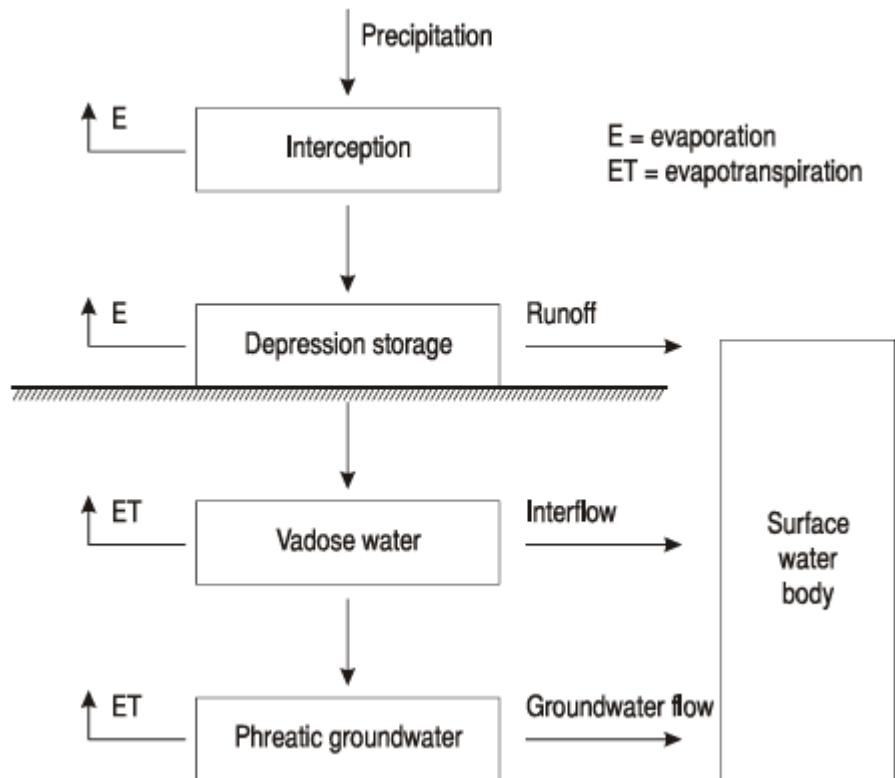 Precipitation
E
Interception
E = evaporation
ET = evapotranspiration
E
Depression storage
Runoff
ET
Vadose water
Interflow
Surface
water
body
ET
Phreatic groundwater
Groundwater flow